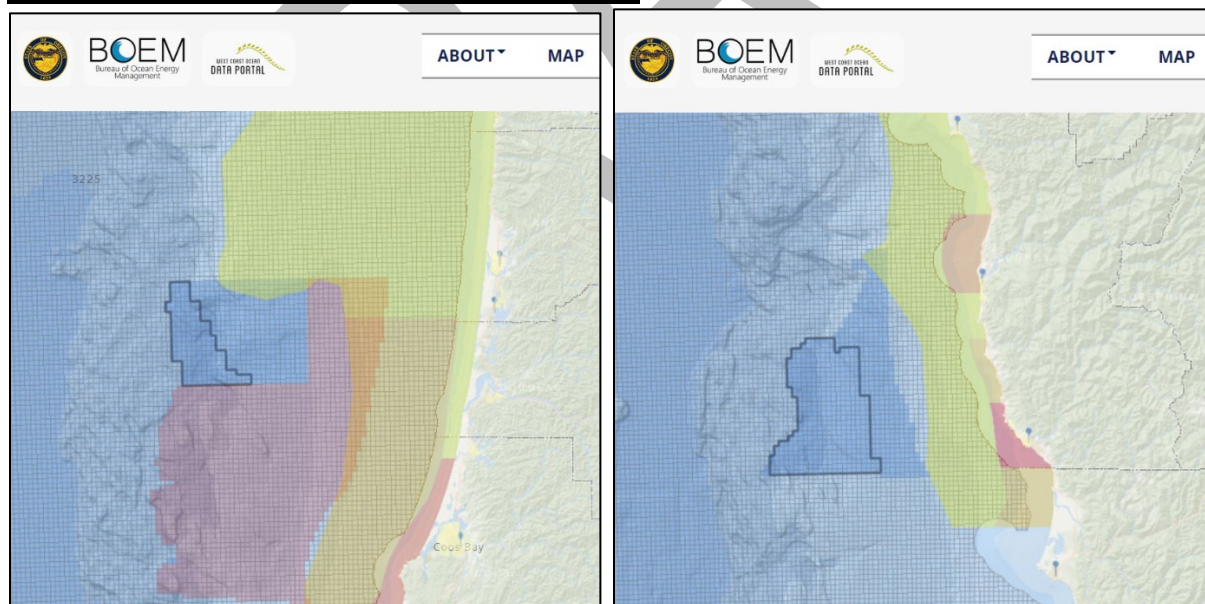 BOEM
Bureau of Ocean Energy
Management
WEST COAST OCEAN
DATA PORTAL
ABOUT
MAP
3225
Coos Bay
BOEM
Bureau of Ocean Energy
Management
WEST COAST OCEAN
DATA PORTAL
ABOUT
MAP